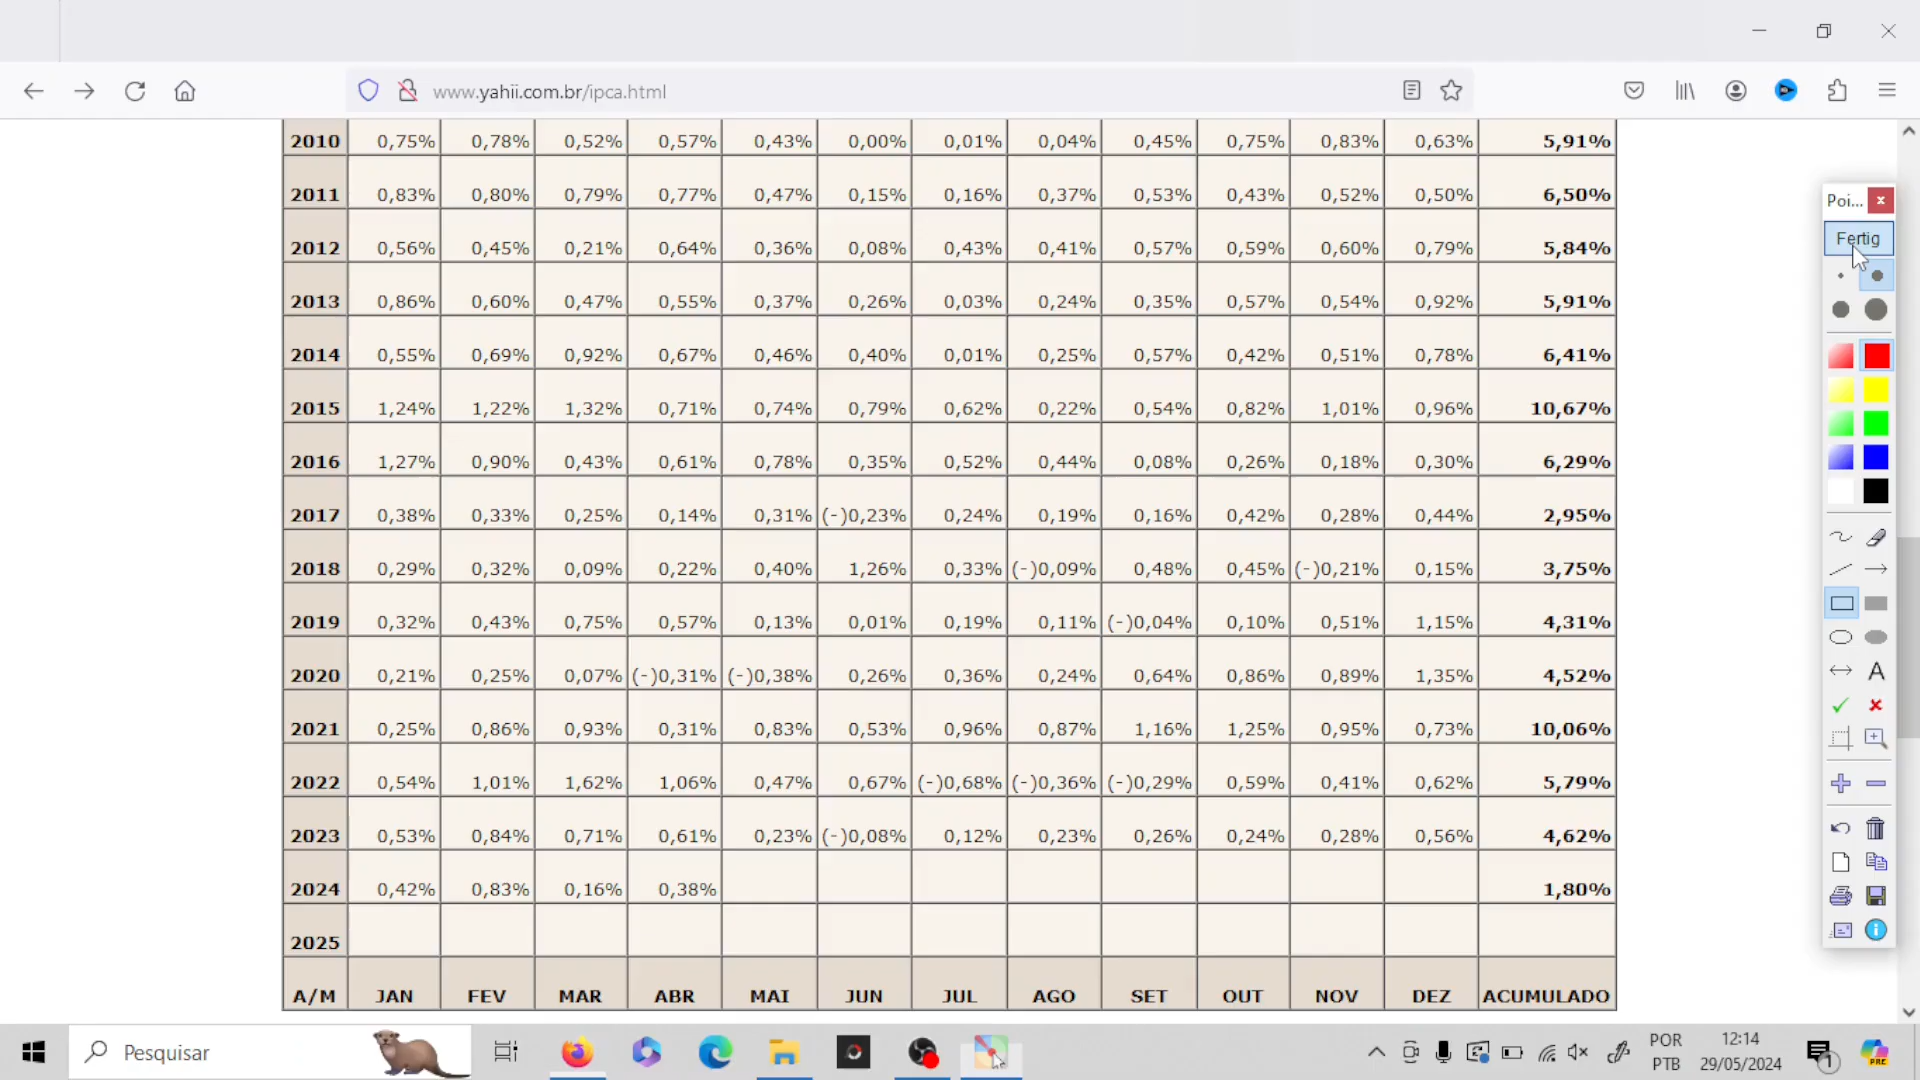 www.yahii.com.br/ipca.html
2010 0,75% 0,78% 0,52% 0,57% 0,43% 0,00% 0,01% 0,04% 0,45% 0,75% 0,83% 0,63% 5,91%
2011 0,83% 0,80% 0,79% 0,77% 0,47% 0,15% 0,16% 0,37% 0,53% 0,43% 0,52% 0,50% 6,50%
2012 0,56% 0,45% 0,21% 0,64% 0,36% 0,08% 0,43% 0,41% 0,57% 0,59% 0,60% 0,79% 5,84%
2013 0,86% 0,60% 0,47% 0,55% 0,37% 0,26% 0,03% 0,24% 0,35% 0,57% 0,54% 0,92% 5,91%
2014 0,55% 0,69% 0,92% 0,67% 0,46% 0,40% 0,01% 0,25% 0,57% 0,42% 0,51% 0,78% 6,41%
2015 1,24% 1,22% 1,32% 0,71% 0,74% 0,79% 0,62% 0,22% 0,54% 0,82% 1,01% 0,96% 10,67%
2016 1,27% 0,90% 0,43% 0,61% 0,78% 0,35% 0,52% 0,44% 0,08% 0,26% 0,18% 0,30% 6,29%
2017 0,38% 0,33% 0,25% 0,14% 0,31% (-)0,23% 0,24% 0,19% 0,16% 0,42% 0,28% 0,44% 2,95%
2018 0,29% 0,32% 0,09% 0,22% 0,40% 1,26% 0,33% (-)0,09% 0,48% 0,45% (-)0,21% 0,15% 3,75%
2019 0,32% 0,43% 0,75% 0,57% 0,13% 0,01% 0,19% 0,11% (-)0,04% 0,10% 0,51% 1,15% 4,31%
2020 0,21% 0,25% 0,07% (-)0,31% (-)0,38% 0,26% 0,36% 0,24% 0,64% 0,86% 0,89% 1,35% 4,52%
2021 0,25% 0,86% 0,93% 0,31% 0,83% 0,53% 0,96% 0,87% 1,16% 1,25% 0,95% 0,73% 10,06%
2022 0,54% 1,01% 1,62% 1,06% 0,47% 0,67% (-)0,68% (-)0,36% (-)0,29% 0,59% 0,41% 0,62% 5,79%
2023 0,53% 0,84% 0,71% 0,61% 0,23% (-)0,08% 0,12% 0,23% 0,26% 0,24% 0,28% 0,56% 4,62%
2024 0,42% 0,83% 0,16% 0,38% 1,80%
2025
A/M JAN FEV MAR ABR MAI JUN JUL AGO SET OUT NOV DEZ ACUMULADO
Poi...
Fertig
A
Pesquisar
POR
PTB
12:14
29/05/2024
1
PRE